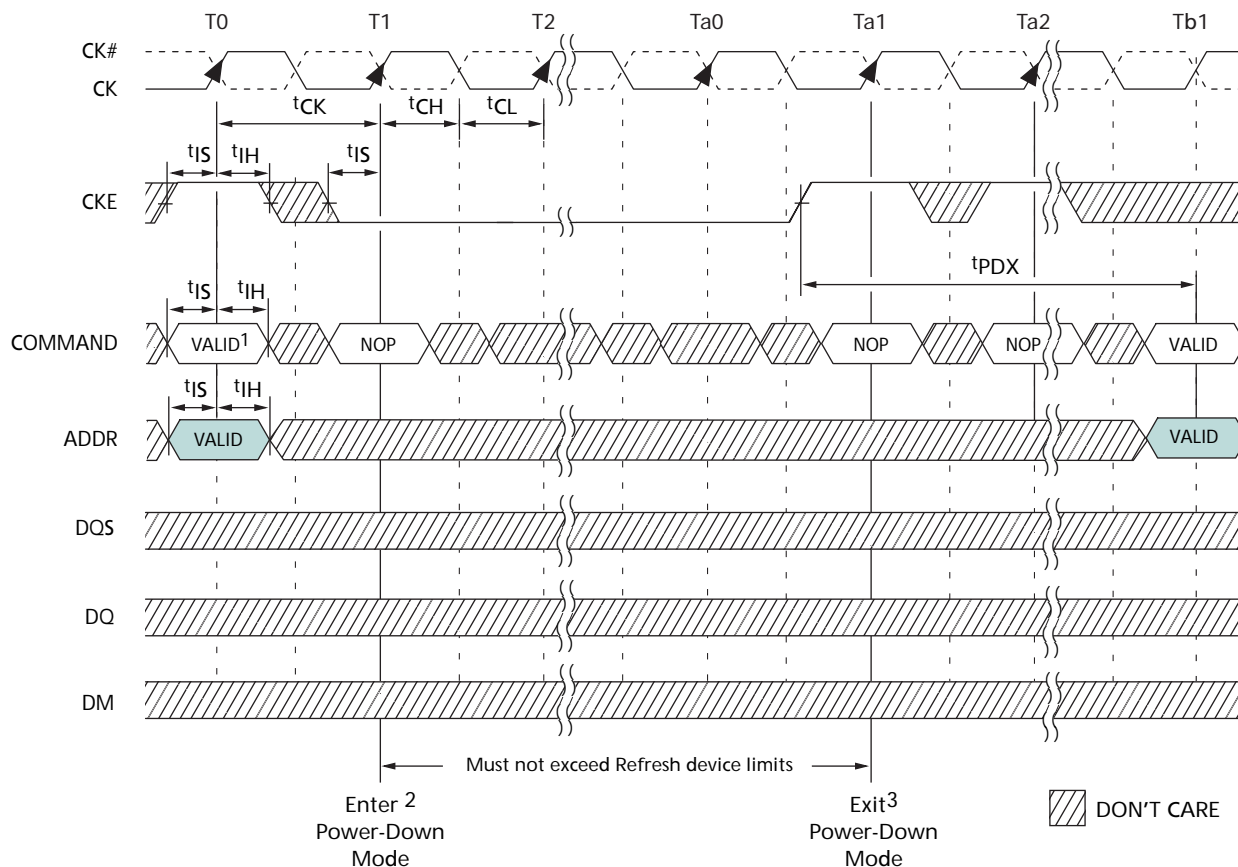 T0 T1 T2 Ta0 Ta1 Ta2 Tb1
CK#
CK
tCK tCH tCL
tIS tIH tIS
CKE
tPDX
tIS tIH
COMMAND VALID1 NOP NOP NOP VALID
tIS tIH
ADDR VALID VALID
DQS
DQ
DM
Must not exceed Refresh device limits
Enter 2
Power-Down
Mode
Exit3
Power-Down
Mode
DON'T CARE